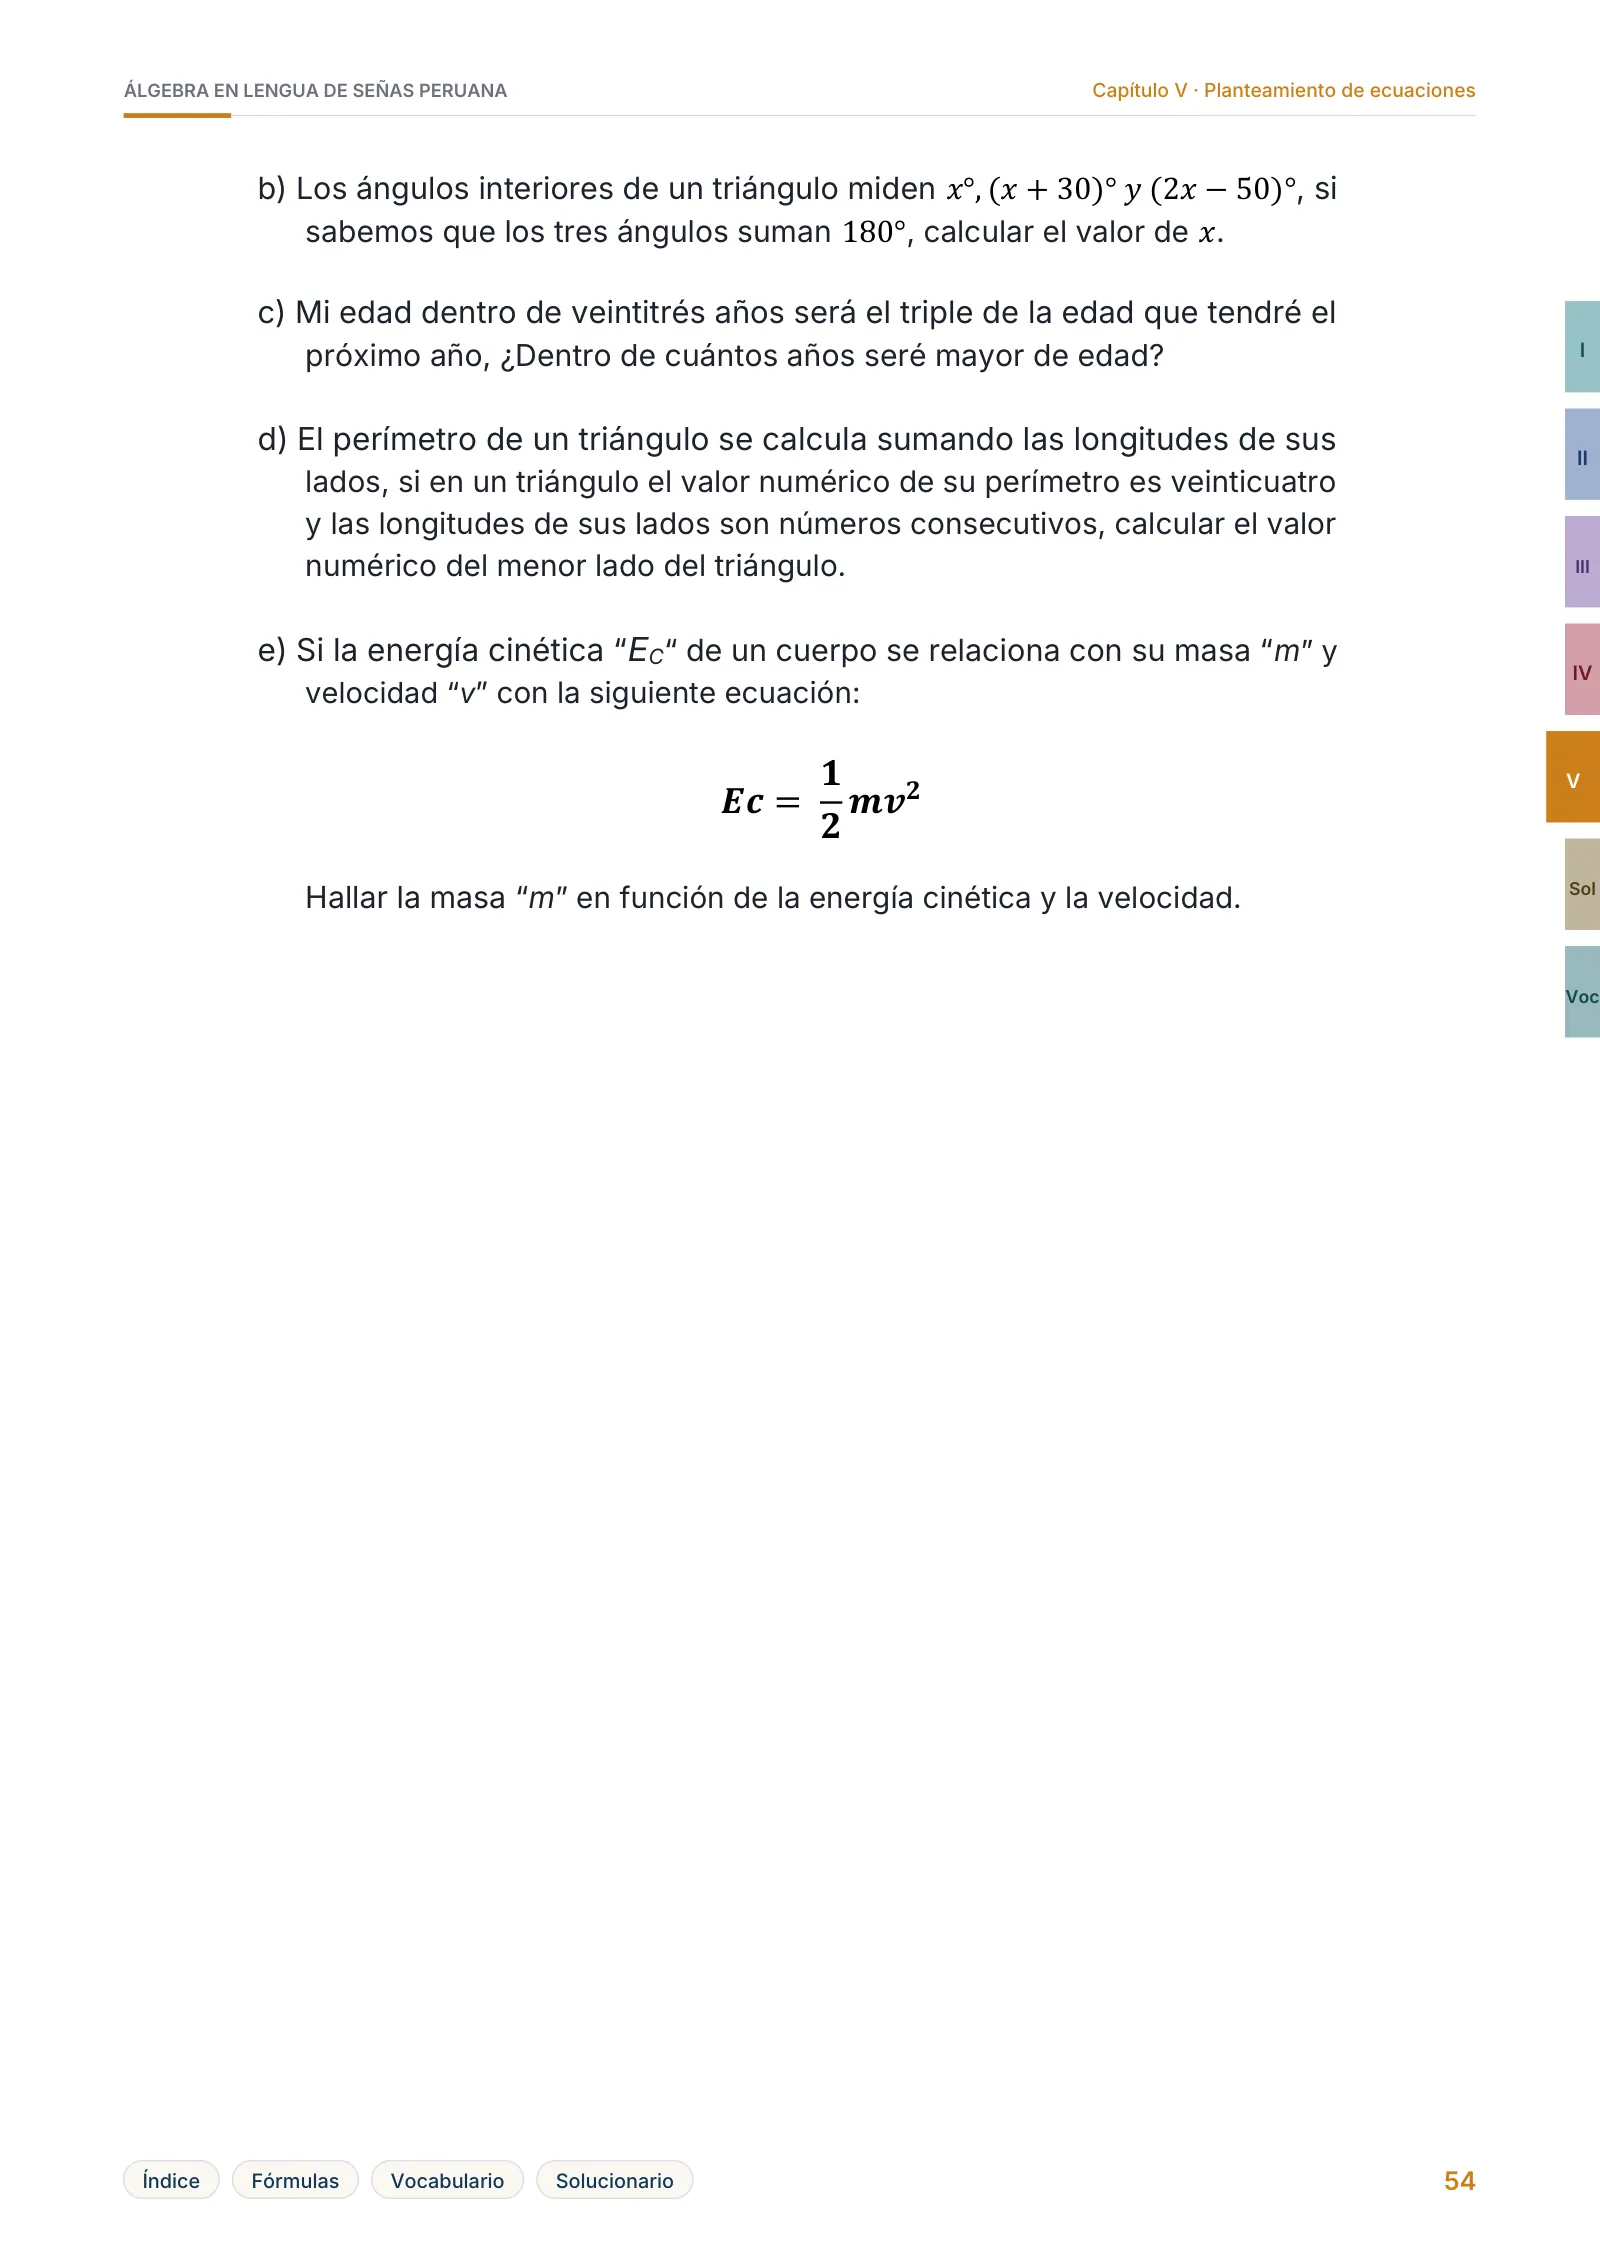 ÁLGEBRA EN LENGUA DE SEÑAS PERUANA
Capítulo V · Planteamiento de ecuaciones
b) Los ángulos interiores de un triángulo miden x°, (x + 30)° y (2x − 50)°, si
sabemos que los tres ángulos suman 180°, calcular el valor de x.
c) Mi edad dentro de veintitrés años será el triple de la edad que tendré el
próximo año, ¿Dentro de cuántos años seré mayor de edad?
d) El perímetro de un triángulo se calcula sumando las longitudes de sus
lados, si en un triángulo el valor numérico de su perímetro es veinticuatro
y las longitudes de sus lados son números consecutivos, calcular el valor
numérico del menor lado del triángulo.
e) Si la energía cinética “E_C“ de un cuerpo se relaciona con su masa “m” y
velocidad “v” con la siguiente ecuación:
Ec = 1/2 mv²
Hallar la masa “m” en función de la energía cinética y la velocidad.
I
II
III
IV
V
Sol
Voc
Índice
Fórmulas
Vocabulario
Solucionario
54